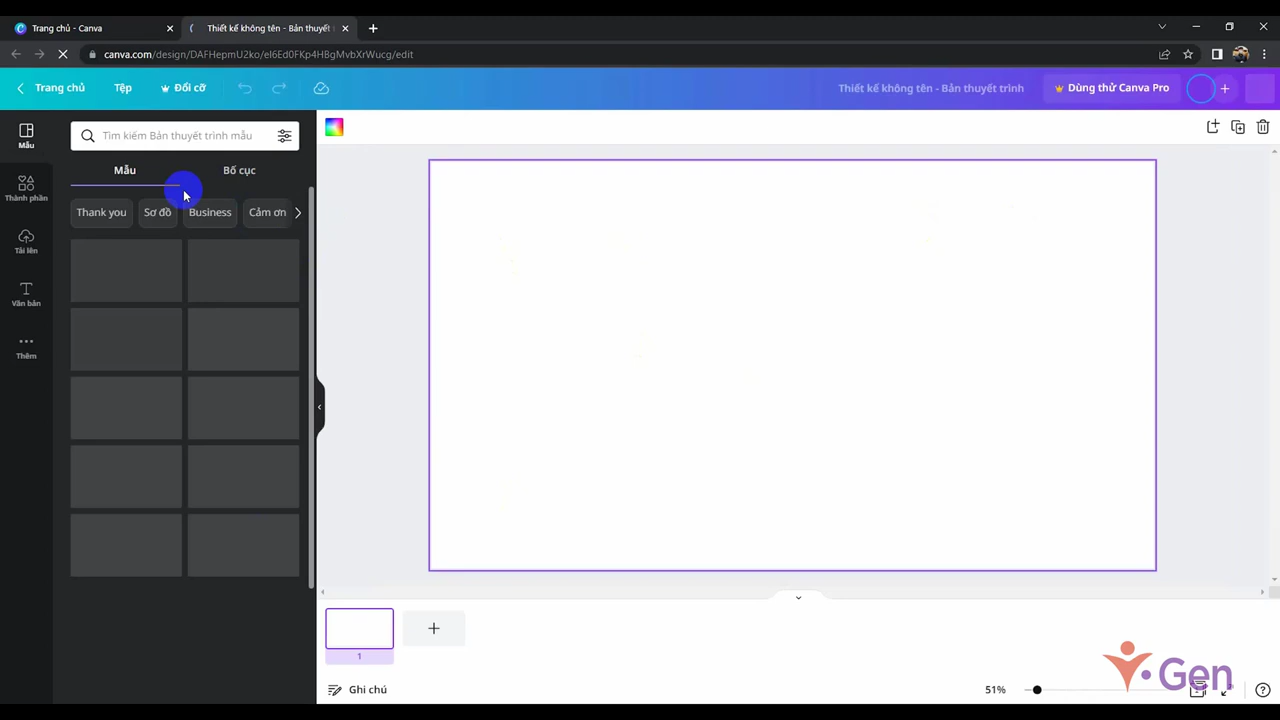 Trang chủ - Canva
Thiết kế không tên - Bản thuyết
canva.com/design/DAFHepmU2ko/eI6Ed0FKp4HBgMvbXrWucg/edit
Trang chủ
Tệp
Đổi cỡ
Thiết kế không tên - Bản thuyết trình
Dùng thử Canva Pro
Mẫu
Thành phần
Tải lên
Văn bản
Thêm
Tìm kiếm Bản thuyết trình mẫu
Mẫu
Bố cục
Thank you
Sơ đồ
Business
Cảm ơn
1
Ghi chú
51%
Gen